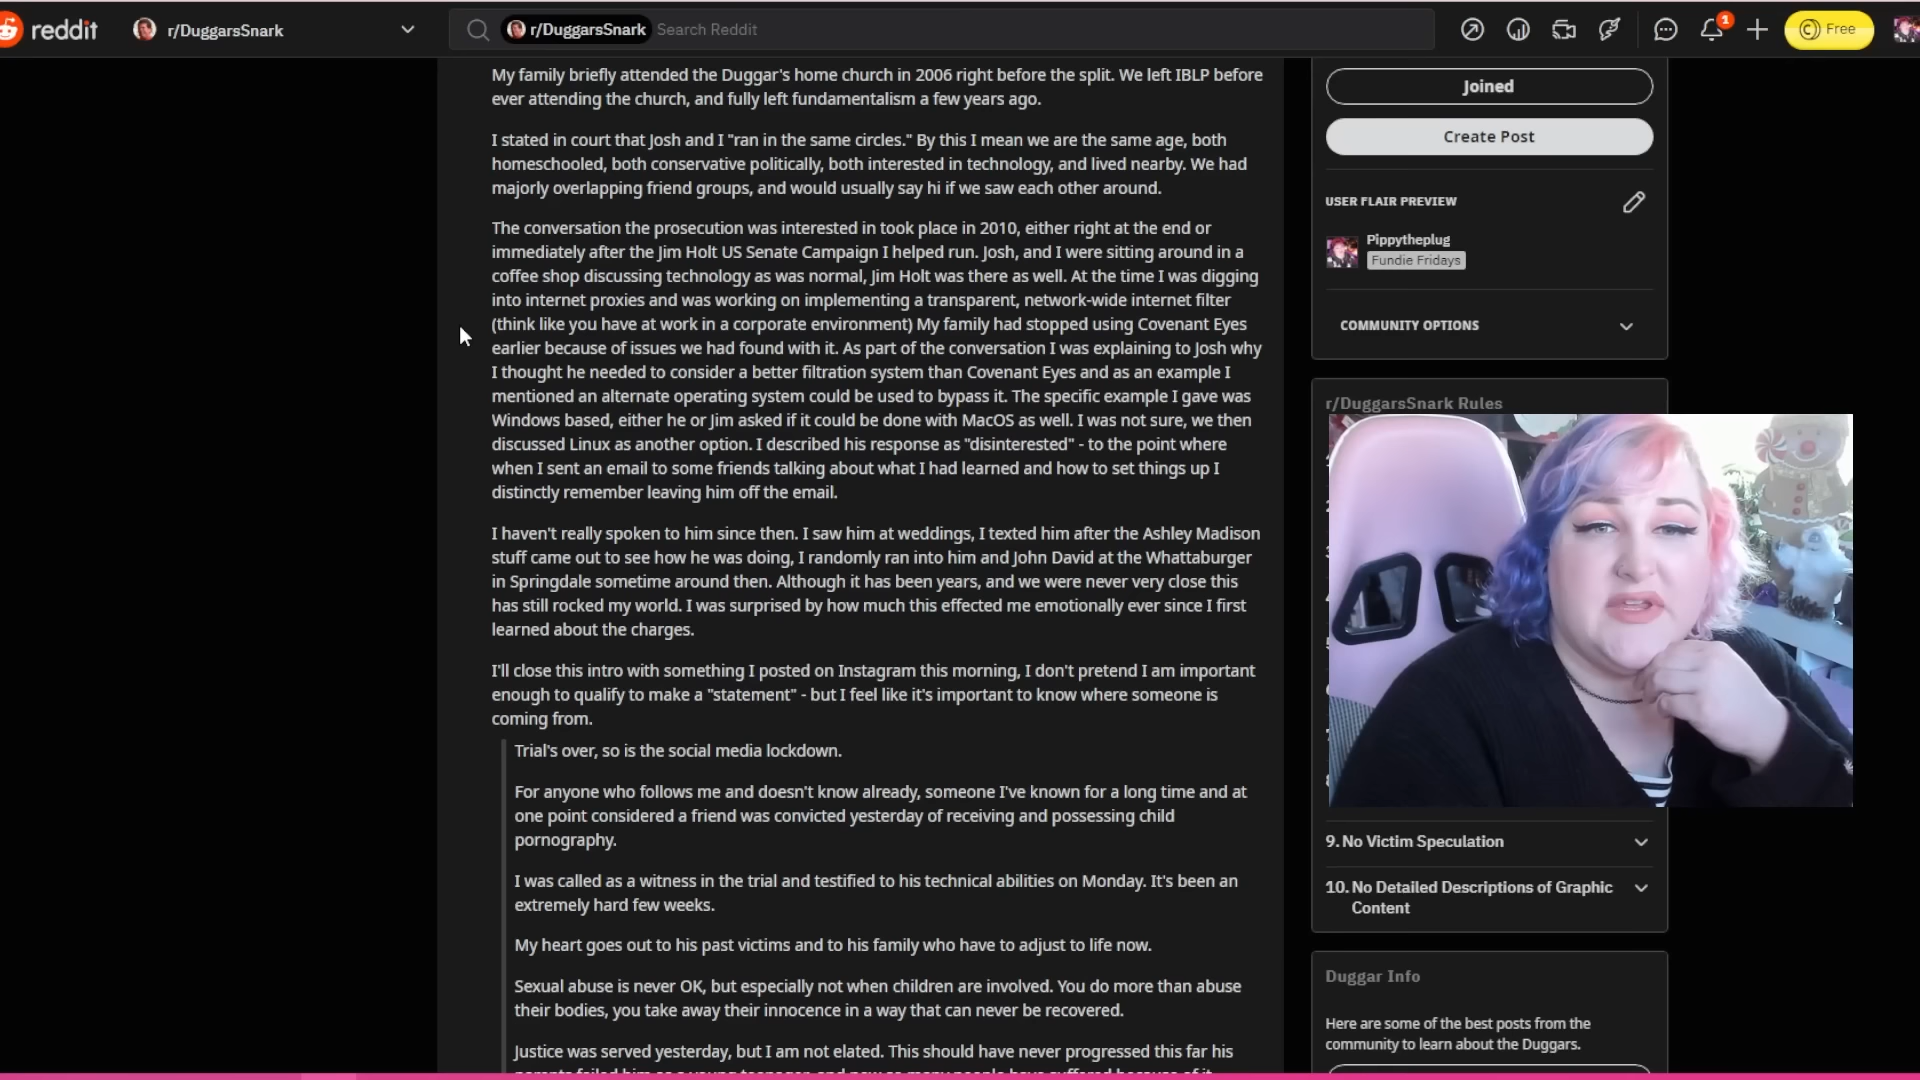 reddit
r/DuggarsSnark
r/DuggarsSnark Search Reddit
1
Free
My family briefly attended the Duggar's home church in 2006 right before the split. We left IBLP before
ever attending the church, and fully left fundamentalism a few years ago.
I stated in court that Josh and I "ran in the same circles." By this I mean we are the same age, both
homeschooled, both conservative politically, both interested in technology, and lived nearby. We had
majorly overlapping friend groups, and would usually say hi if we saw each other around.
The conversation the prosecution was interested in took place in 2010, either right at the end or
immediately after the Jim Holt US Senate Campaign I helped run. Josh, and I were sitting around in a
coffee shop discussing technology as was normal, Jim Holt was there as well. At the time I was digging
into internet proxies and was working on implementing a transparent, network-wide internet filter
(think like you have at work in a corporate environment) My family had stopped using Covenant Eyes
earlier because of issues we had found with it. As part of the conversation I was explaining to Josh why
I thought he needed to consider a better filtration system than Covenant Eyes and as an example I
mentioned an alternate operating system could be used to bypass it. The specific example I gave was
Windows based, either he or Jim asked if it could be done with MacOS as well. I was not sure, we then
discussed Linux as another option. I described his response as "disinterested" - to the point where
when I sent an email to some friends talking about what I had learned and how to set things up I
distinctly remember leaving him off the email.
I haven't really spoken to him since then. I saw him at weddings, I texted him after the Ashley Madison
stuff came out to see how he was doing, I randomly ran into him and John David at the Whattaburger
in Springdale sometime around then. Although it has been years, and we were never very close this
has still rocked my world. I was surprised by how much this effected me emotionally ever since I first
learned about the charges.
I'll close this intro with something I posted on Instagram this morning, I don't pretend I am important
enough to qualify to make a "statement" - but I feel like it's important to know where someone is
coming from.
Trial's over, so is the social media lockdown.
For anyone who follows me and doesn't know already, someone I've known for a long time and at
one point considered a friend was convicted yesterday of receiving and possessing child
pornography.
I was called as a witness in the trial and testified to his technical abilities on Monday. It's been an
extremely hard few weeks.
My heart goes out to his past victims and to his family who have to adjust to life now.
Sexual abuse is never OK, but especially not when children are involved. You do more than abuse
their bodies, you take away their innocence in a way that can never be recovered.
Justice was served yesterday, but I am not elated. This should have never progressed this far his
Joined
Create Post
USER FLAIR PREVIEW
Pippytheplug
Fundie Fridays
COMMUNITY OPTIONS
r/DuggarsSnark Rules
9. No Victim Speculation
10. No Detailed Descriptions of Graphic
Content
Duggar Info
Here are some of the best posts from the
community to learn about the Duggars.